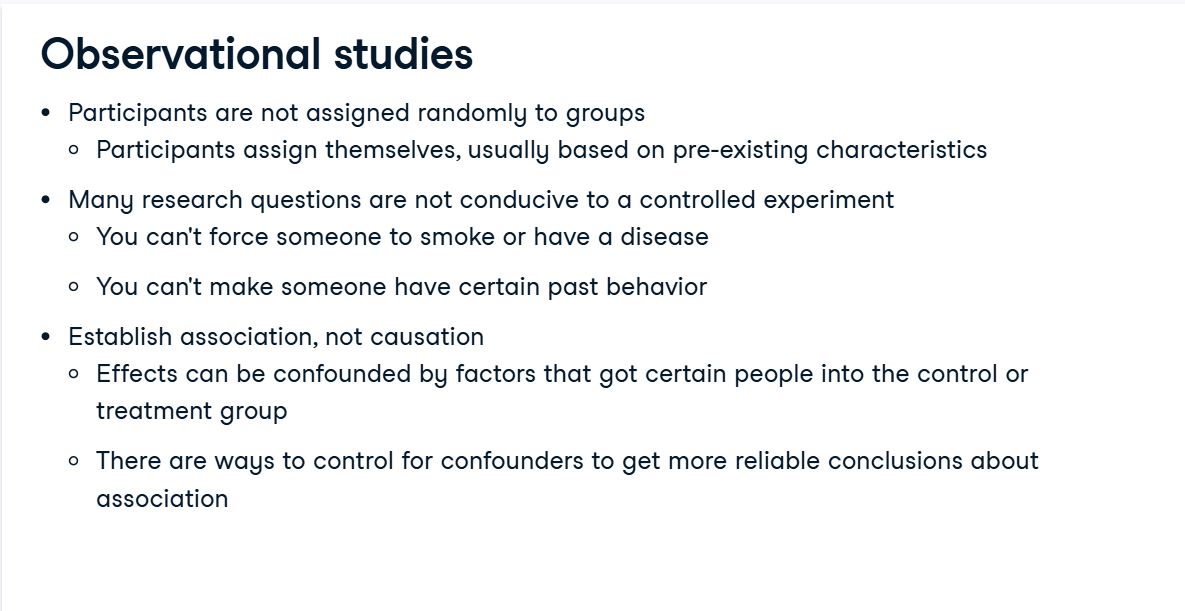 Observational studies
• Participants are not assigned randomly to groups
○ Participants assign themselves, usually based on pre-existing characteristics
• Many research questions are not conducive to a controlled experiment
○ You can't force someone to smoke or have a disease
○ You can't make someone have certain past behavior
• Establish association, not causation
○ Effects can be confounded by factors that got certain people into the control or
treatment group
○ There are ways to control for confounders to get more reliable conclusions about
association